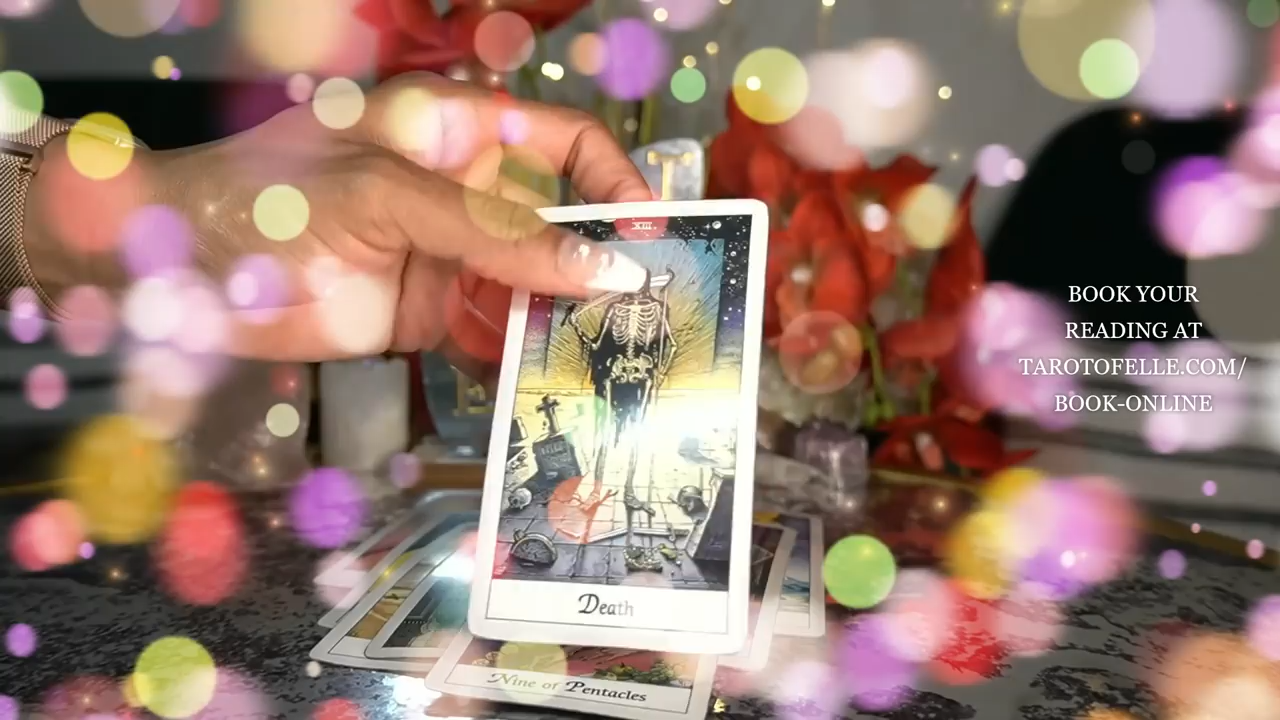 XIII.
Death
Nine of Pentacles
BOOK YOUR
READING AT
TAROTOFELLE.COM/
BOOK-ONLINE